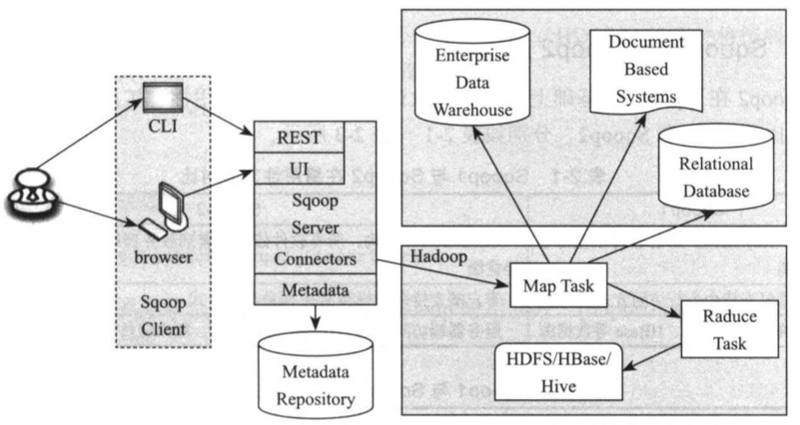 CLI
browser
Sqoop
Client
REST
UI
Sqoop
Server
Connectors
Metadata
Metadata
Repository
Enterprise
Data
Warehouse
Document
Based
Systems
Relational
Database
Hadoop
Map Task
Raduce
Task
HDFS/HBase/
Hive